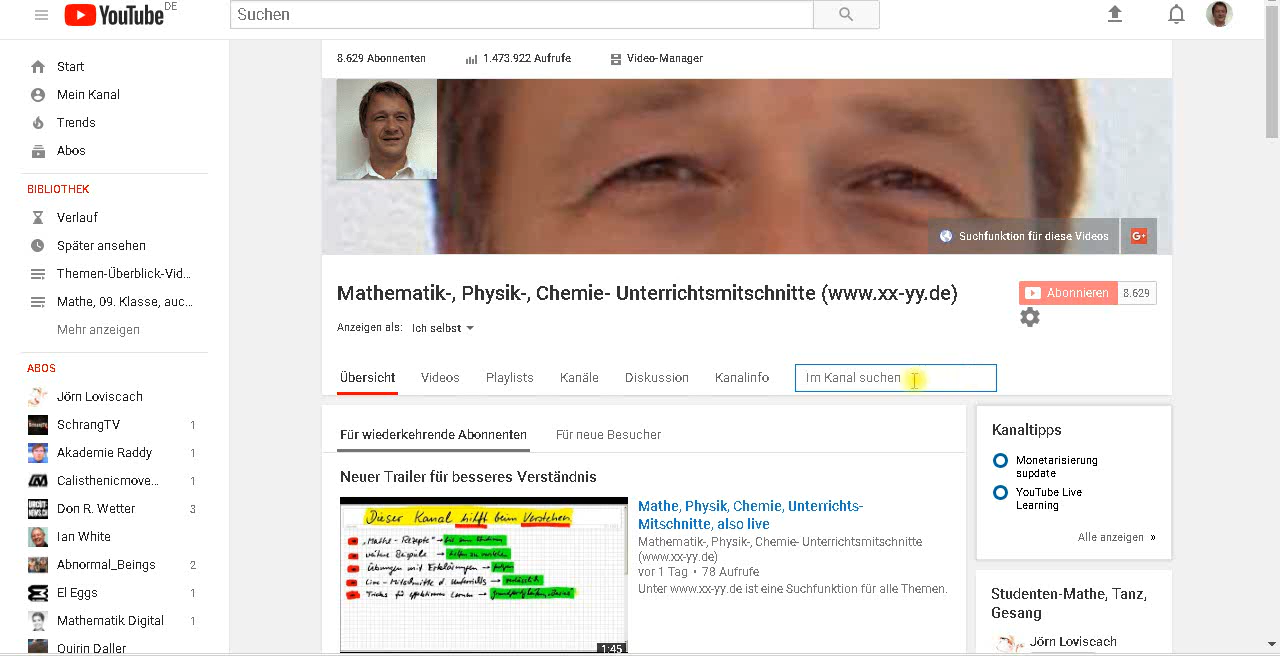 YouTube DE
Suchen
8.629 Abonnenten
1.473.922 Aufrufe
Video-Manager
Start
Mein Kanal
Trends
Abos
BIBLIOTHEK
Verlauf
Später ansehen
Themen-Überblick-Vid...
Mathe, 09. Klasse, auc...
Mehr anzeigen
ABOS
Jörn Loviscach
SchrangTV 1
Akademie Raddy 1
Calisthenicmove... 1
Don R. Wetter 3
Ian White
Abnormal_Beings 2
El Eggs 1
Mathematik Digital 1
Quirin Daller
Suchfunktion für diese Videos
G+
Mathematik-, Physik-, Chemie- Unterrichtsmitschnitte (www.xx-yy.de)
Abonnieren 8.629
Anzeigen als: Ich selbst
Übersicht Videos Playlists Kanäle Diskussion Kanalinfo Im Kanal suchen
Für wiederkehrende Abonnenten Für neue Besucher
Neuer Trailer für besseres Verständnis
Dieser Kanal hilft beim Verstehen
"Mathe-Rezepte"
weitere Beispiele
Übungen mit Erklärungen
1:45
Mathe, Physik, Chemie, Unterrichts-
Mitschnitte, also live
Mathematik-, Physik-, Chemie- Unterrichtsmitschnitte
(www.xx-yy.de)
vor 1 Tag • 78 Aufrufe
Unter www.xx-yy.de ist eine Suchfunktion für alle Themen.
Kanaltipps
Monetarisierung
supdate
YouTube Live
Learning
Alle anzeigen »
Studenten-Mathe, Tanz,
Gesang
Jörn Loviscach